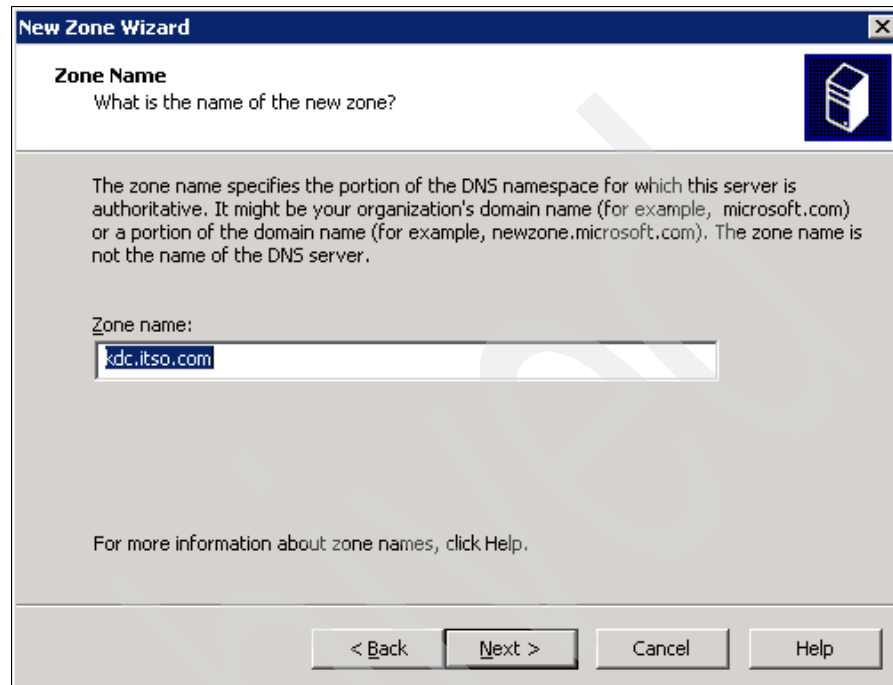 New Zone Wizard
Zone Name
What is the name of the new zone?
The zone name specifies the portion of the DNS namespace for which this server is
authoritative. It might be your organization's domain name (for example, microsoft.com)
or a portion of the domain name (for example, newzone.microsoft.com). The zone name is
not the name of the DNS server.
Zone name:
kdc.itso.com
For more information about zone names, click Help.
< Back Next > Cancel Help